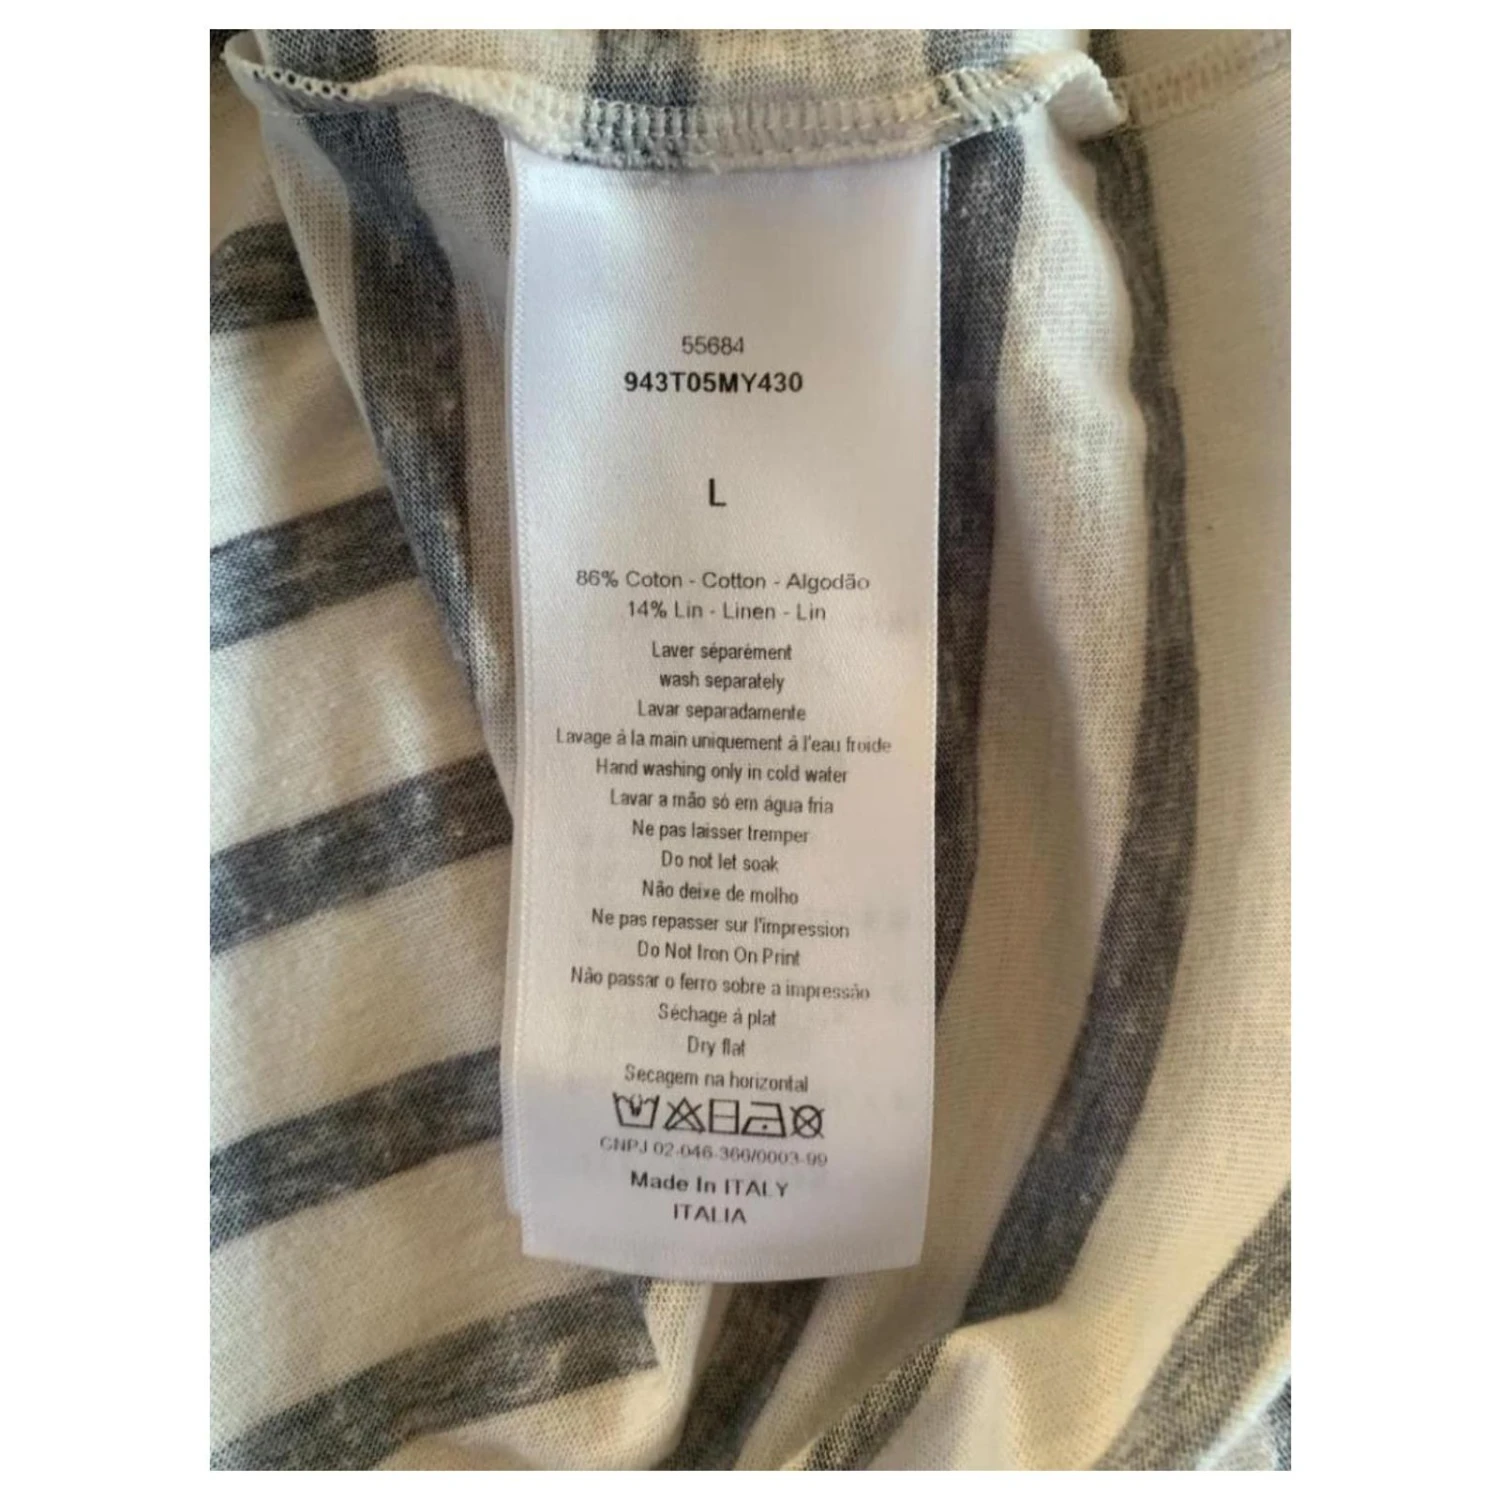 55684
943T05MY430
L
86% Coton - Cotton - Algodão
14% Lin - Linen - Lin
Laver séparément
wash separately
Lavar separadamente
Lavage à la main uniquement à l'eau froide
Hand washing only in cold water
Lavar a mão só em água fria
Ne pas laisser tremper
Do not let soak
Não deixe de molho
Ne pas repasser sur l'impression
Do Not Iron On Print
Não passar o ferro sobre a impressão
Séchage à plat
Dry flat
Secagem na horizontal
CNPJ 02-046-366/0003-99
Made In ITALY
ITALIA